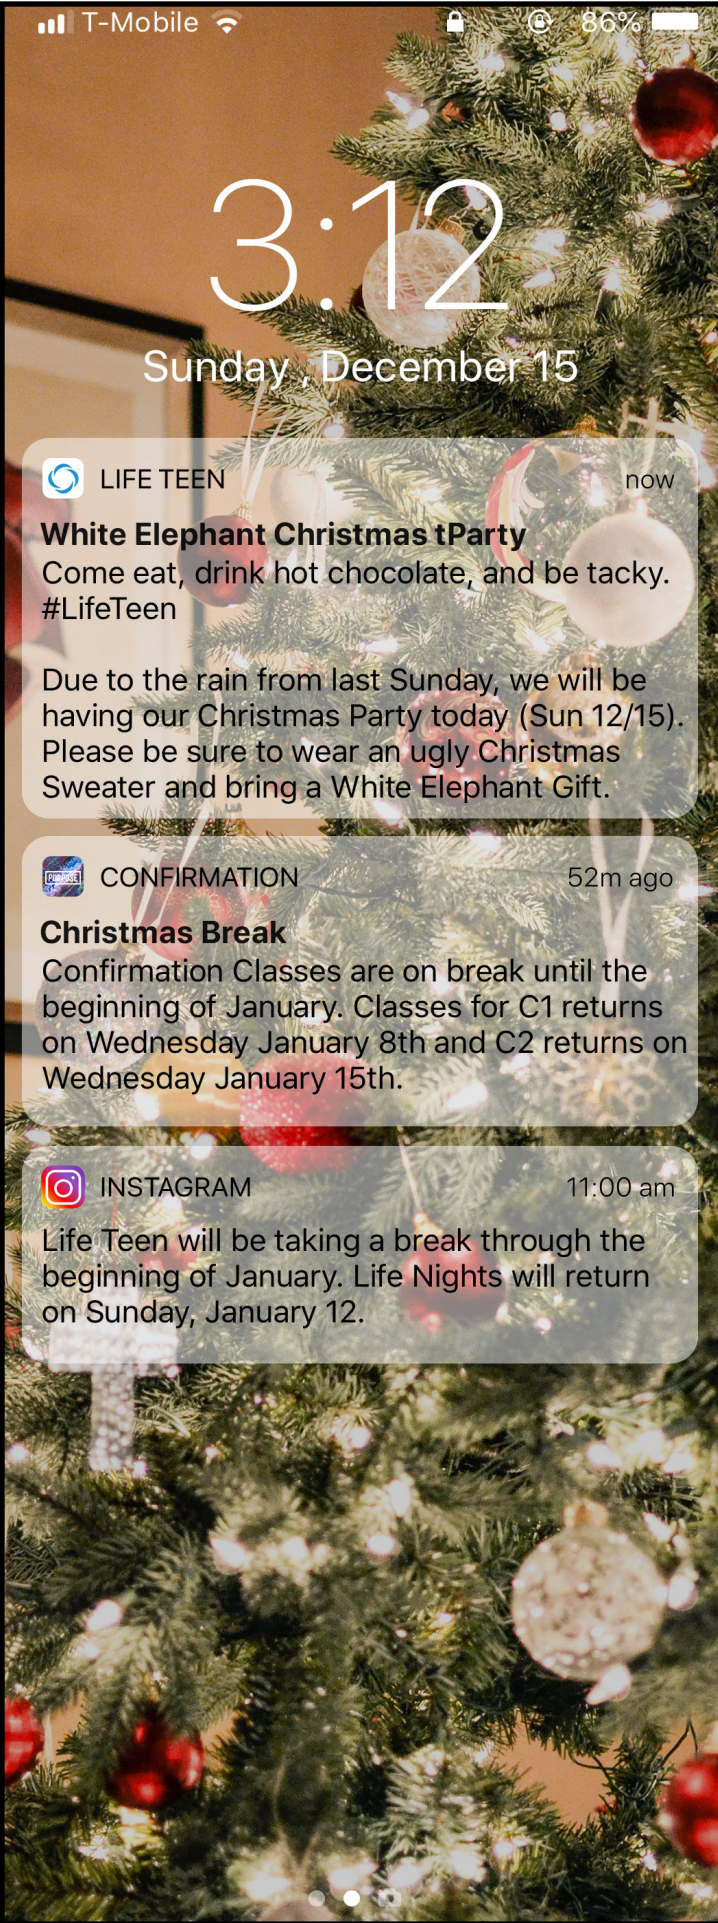 T-Mobile 86%
3:12
Sunday , December 15
LIFE TEEN now
White Elephant Christmas tParty
Come eat, drink hot chocolate, and be tacky.
#LifeTeen
Due to the rain from last Sunday, we will be
having our Christmas Party today (Sun 12/15).
Please be sure to wear an ugly Christmas
Sweater and bring a White Elephant Gift.
PURPOSE CONFIRMATION 52m ago
Christmas Break
Confirmation Classes are on break until the
beginning of January. Classes for C1 returns
on Wednesday January 8th and C2 returns on
Wednesday January 15th.
INSTAGRAM 11:00 am
Life Teen will be taking a break through the
beginning of January. Life Nights will return
on Sunday, January 12.